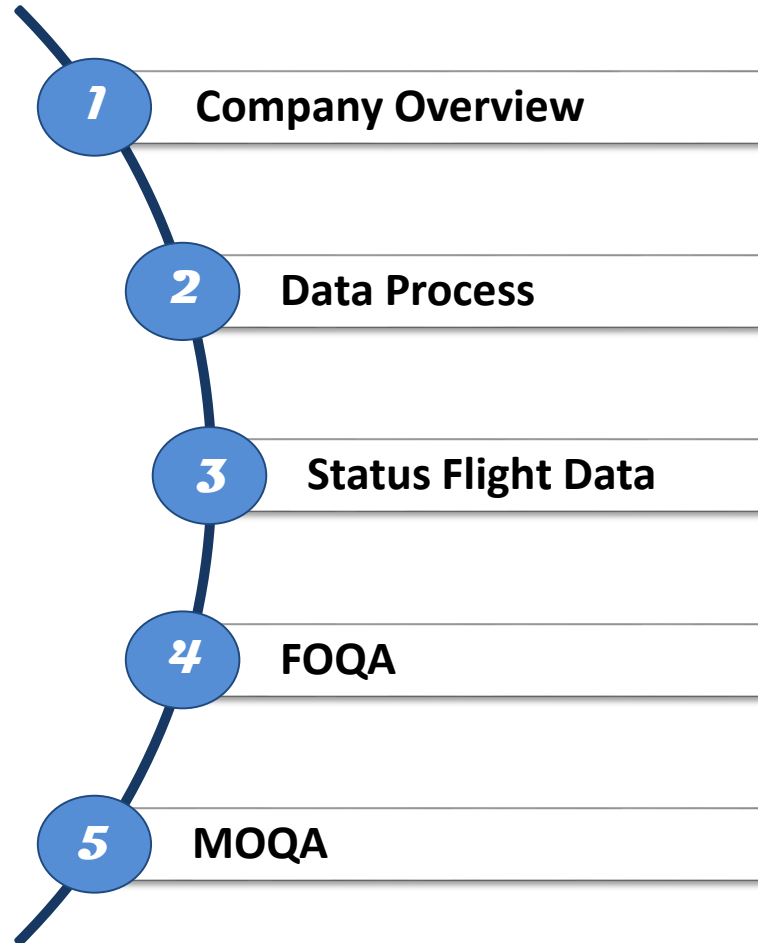 1 Company Overview
2 Data Process
3 Status Flight Data
4 FOQA
5 MOQA